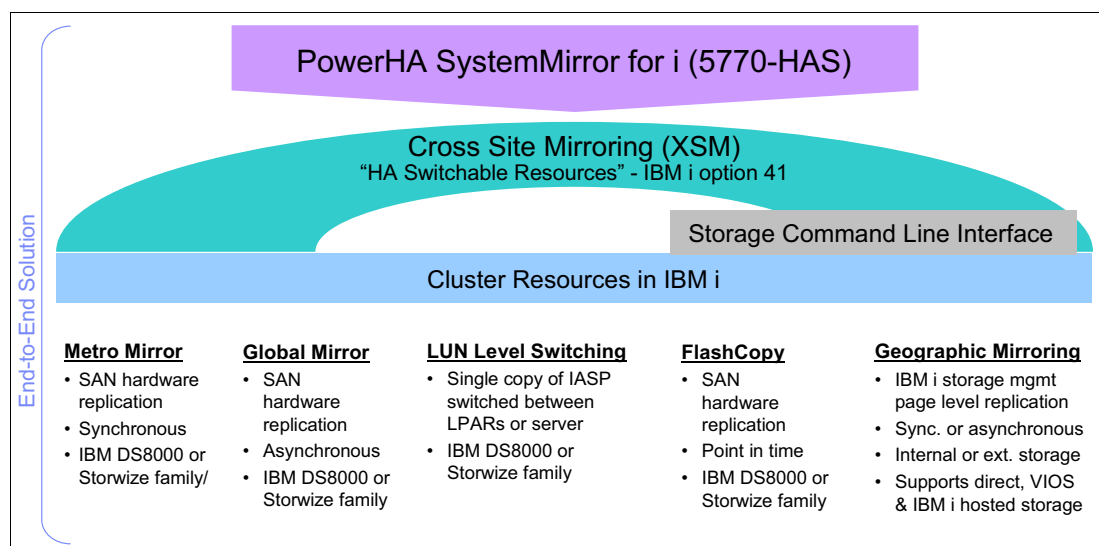 PowerHA SystemMirror for i (5770-HAS)
Cross Site Mirroring (XSM)
“HA Switchable Resources” - IBM i option 41
Storage Command Line Interface
Cluster Resources in IBM i
End-to-End Solution
Metro Mirror
• SAN hardware
replication
• Synchronous
• IBM DS8000 or
Storwize family/
Global Mirror
• SAN
hardware
replication
• Asynchronous
• IBM DS8000 or
Storwize family
LUN Level Switching
• Single copy of IASP
switched between
LPARs or server
• IBM DS8000 or
Storwize family
FlashCopy
• SAN
hardware
replication
• Point in time
• IBM DS8000 or
Storwize family
Geographic Mirroring
• IBM i storage mgmt
page level replication
• Sync. or asynchronous
• Internal or ext. storage
• Supports direct, VIOS
& IBM i hosted storage